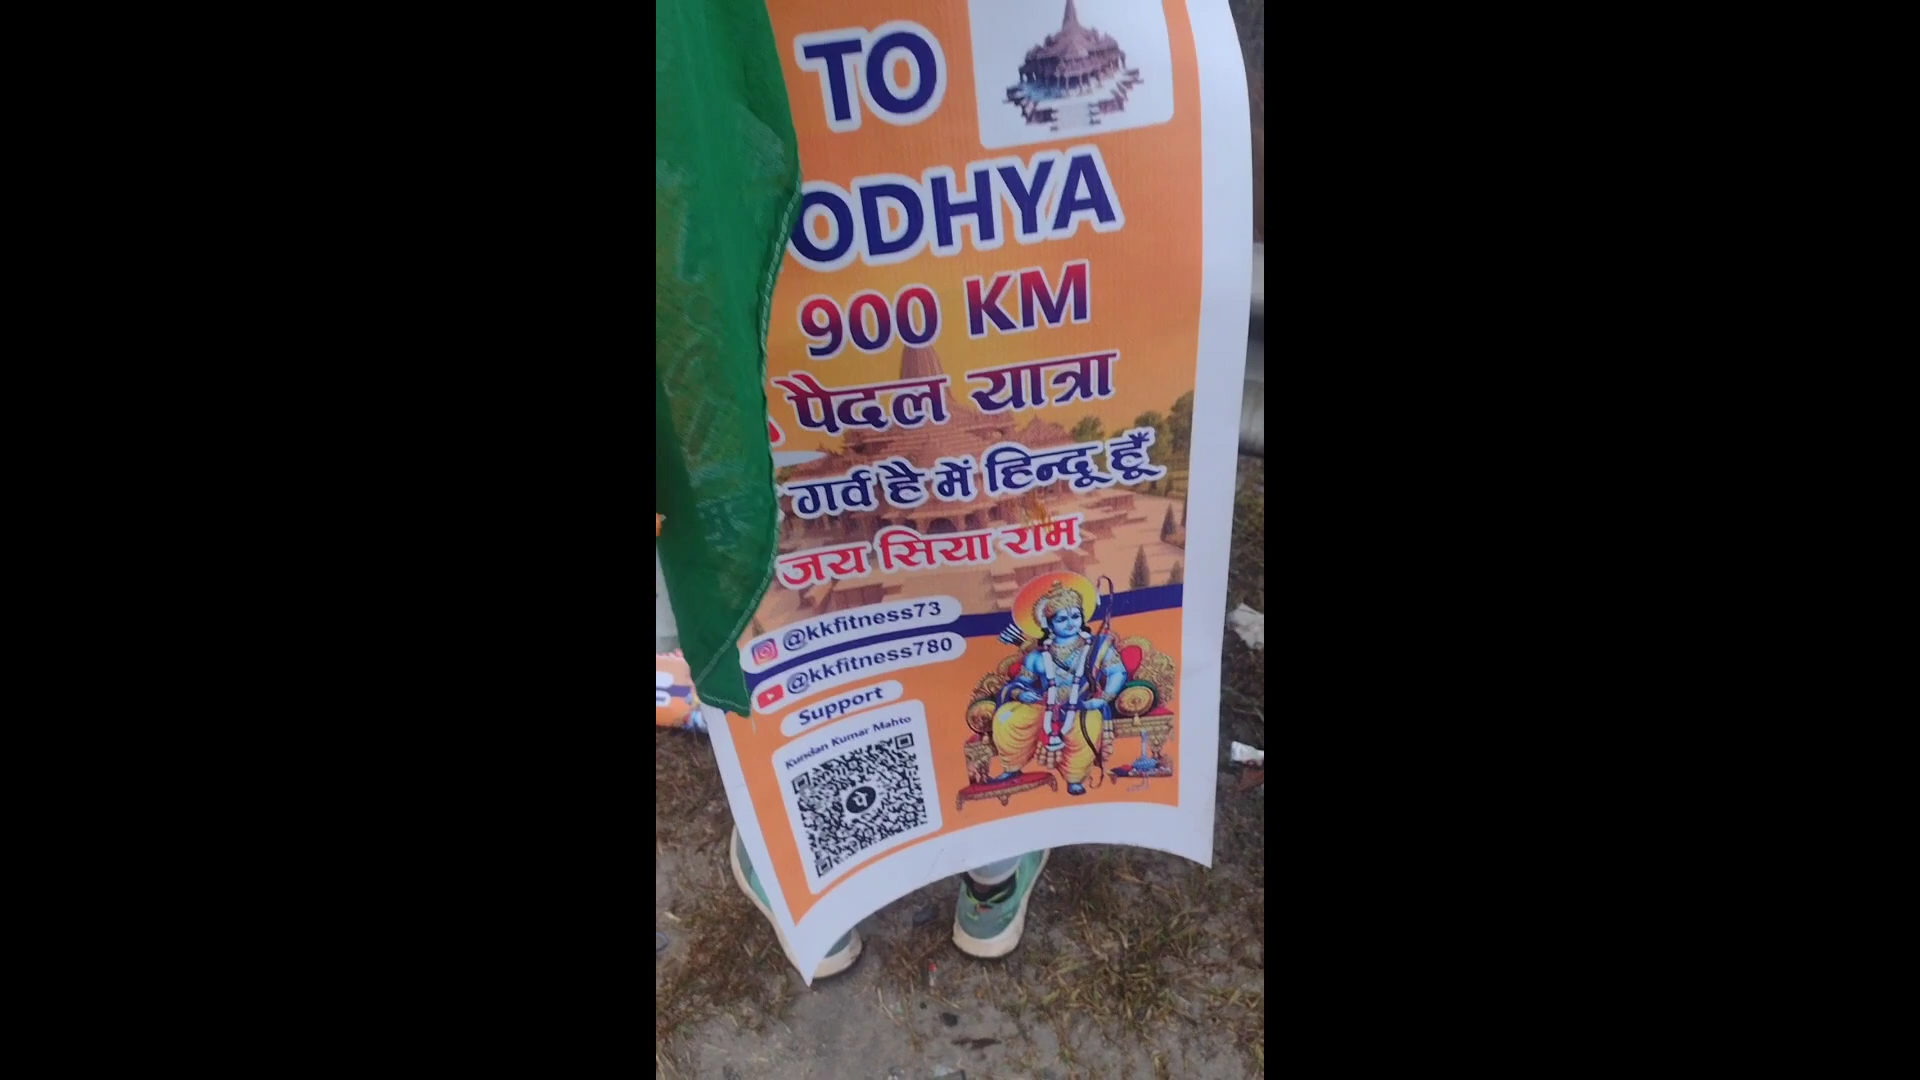 TO
ODHYA
900 KM
पैदल यात्रा
गर्व है में हिन्दू हूँ
जय सिया राम
@kkfitness73
@kkfitness780
Support
Kundan Kumar Mahto
पे